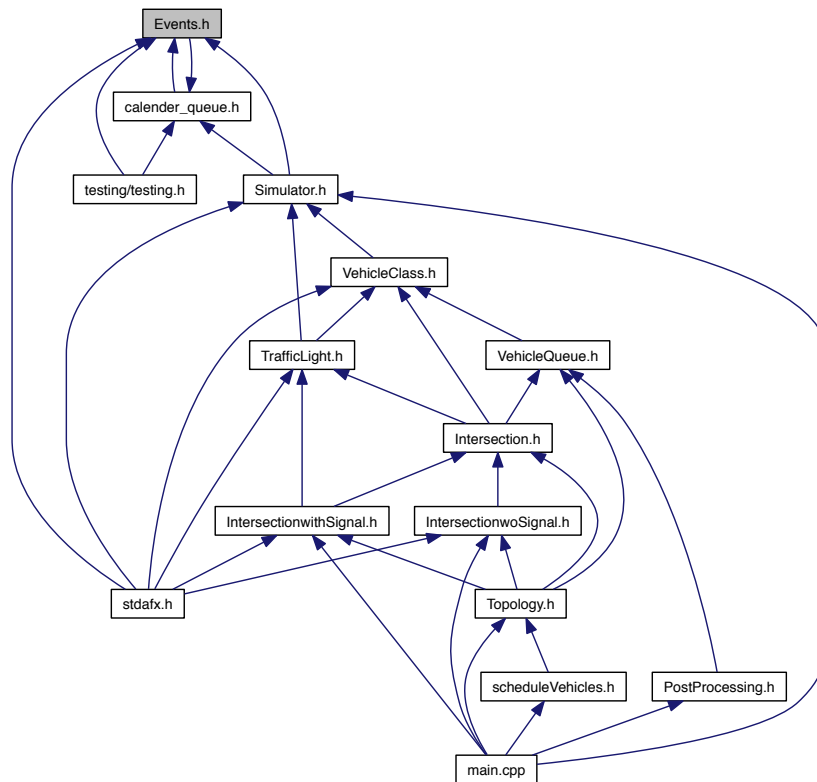 Events.h
calender_queue.h
testing/testing.h
Simulator.h
VehicleClass.h
TrafficLight.h
VehicleQueue.h
Intersection.h
IntersectionwithSignal.h
IntersectionwoSignal.h
stdafx.h
Topology.h
scheduleVehicles.h
PostProcessing.h
main.cpp